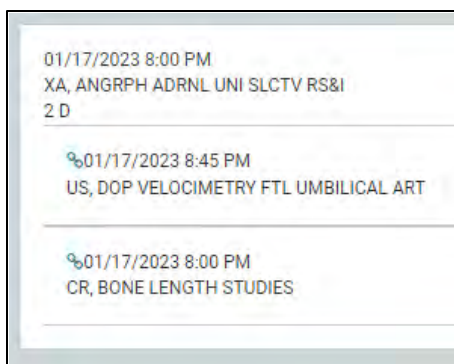 01/17/2023 8:00 PM
XA, ANGRPH ADRNL UNI SLCTV RS&I
2 D
01/17/2023 8:45 PM
US, DOP VELOCIMETRY FTL UMBILICAL ART
01/17/2023 8:00 PM
CR, BONE LENGTH STUDIES